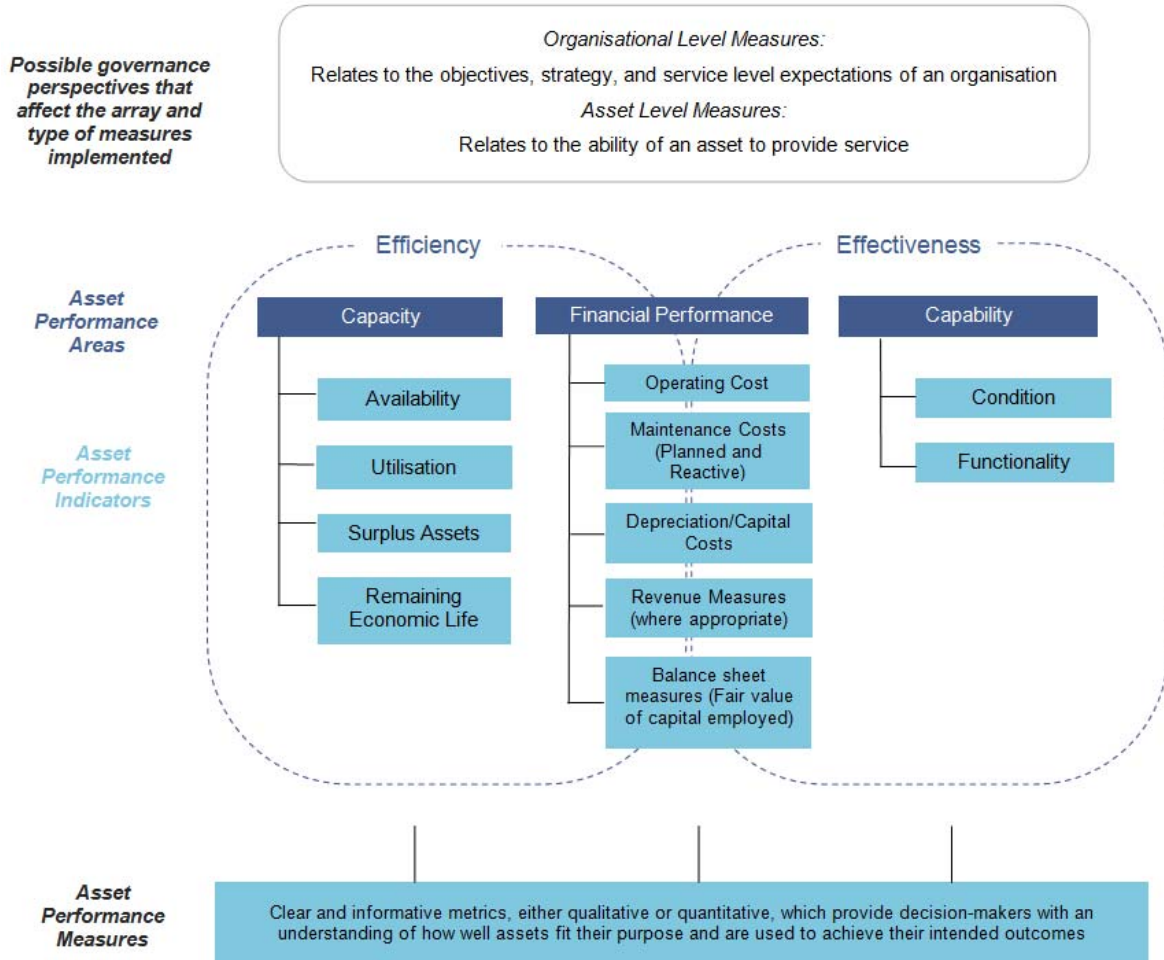 Possible governance
perspectives that
affect the array and
type of measures
implemented
Organisational Level Measures:
Relates to the objectives, strategy, and service level expectations of an organisation
Asset Level Measures:
Relates to the ability of an asset to provide service
Efficiency
Effectiveness
Asset
Performance
Areas
Capacity
Financial Performance
Capability
Asset
Performance
Indicators
Availability
Utilisation
Surplus Assets
Remaining
Economic Life
Operating Cost
Maintenance Costs
(Planned and
Reactive)
Depreciation/Capital
Costs
Revenue Measures
(where appropriate)
Balance sheet
measures (Fair value
of capital employed)
Condition
Functionality
Asset
Performance
Measures
Clear and informative metrics, either qualitative or quantitative, which provide decision-makers with an
understanding of how well assets fit their purpose and are used to achieve their intended outcomes